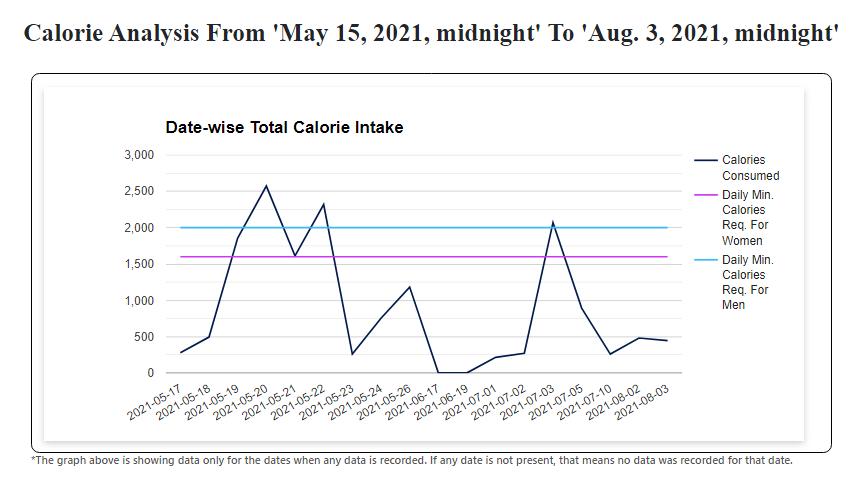 Calorie Analysis From 'May 15, 2021, midnight' To 'Aug. 3, 2021, midnight'
Date-wise Total Calorie Intake
3,000
2,500
2,000
1,500
1,000
500
0
2021-05-17
2021-05-18
2021-05-19
2021-05-20
2021-05-21
2021-05-22
2021-05-23
2021-05-24
2021-05-26
2021-06-17
2021-06-19
2021-07-01
2021-07-02
2021-07-03
2021-07-05
2021-07-10
2021-08-02
2021-08-03
Calories
Consumed
Daily Min.
Calories
Req. For
Women
Daily Min.
Calories
Req. For
Men
*The graph above is showing data only for the dates when any data is recorded. If any date is not present, that means no data was recorded for that date.